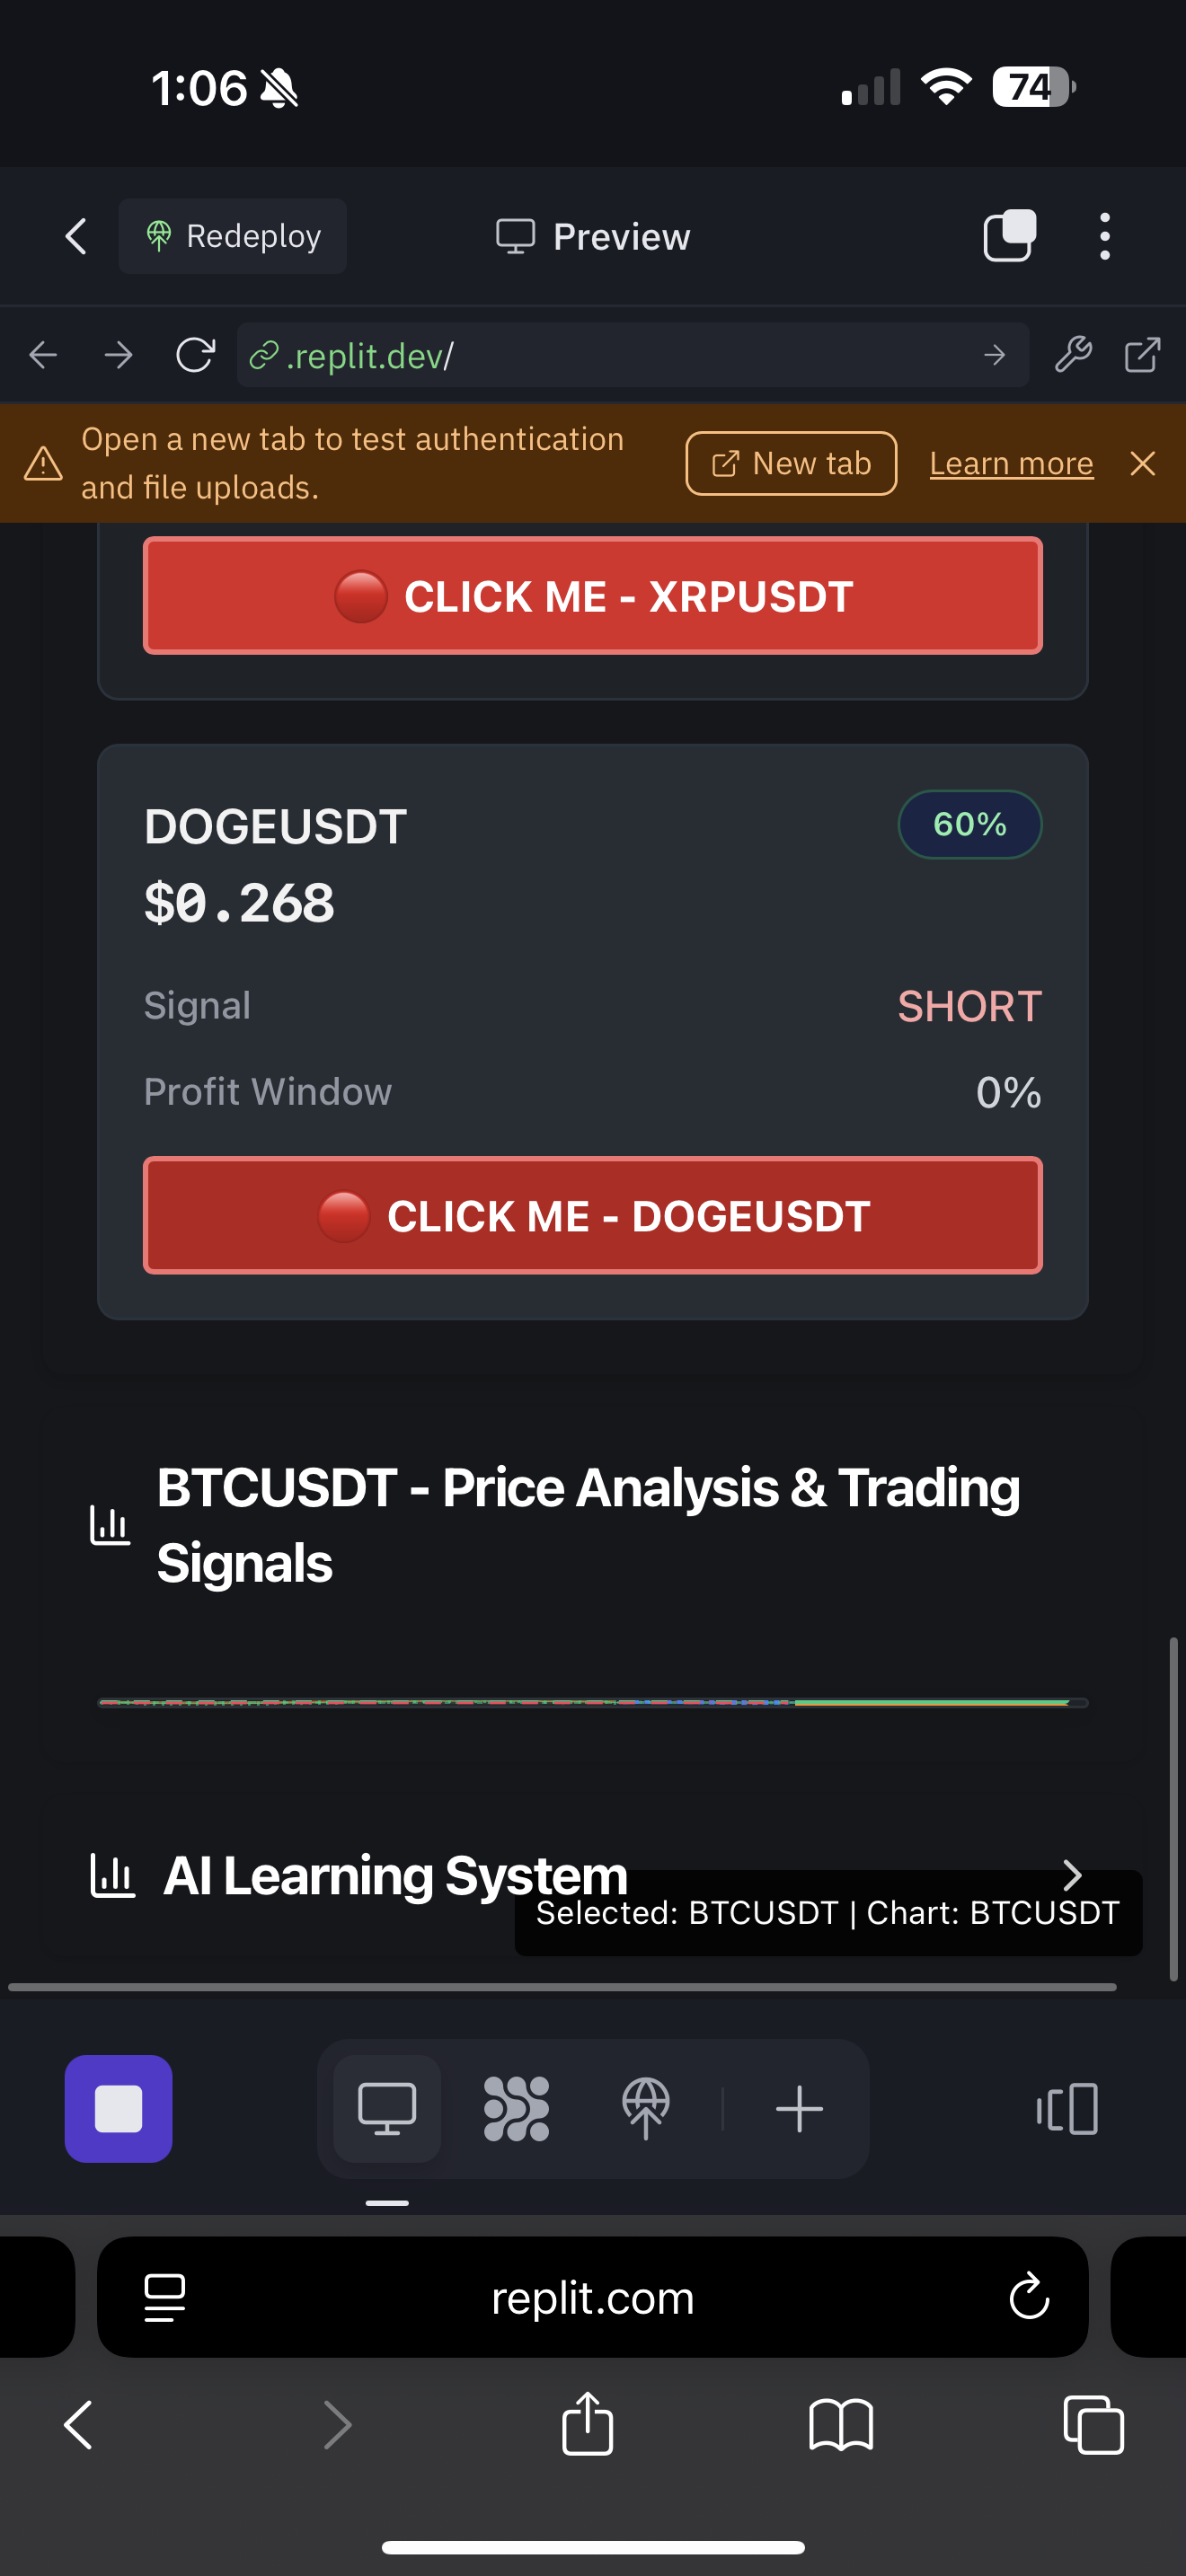 1:06
74
Redeploy
Preview
.replit.dev/
Open a new tab to test authentication
and file uploads.
New tab
Learn more
CLICK ME - XRPUSDT
DOGEUSDT
60%
$0.268
Signal
SHORT
Profit Window
0%
CLICK ME - DOGEUSDT
BTCUSDT - Price Analysis & Trading
Signals
AI Learning System
Selected: BTCUSDT | Chart: BTCUSDT
replit.com